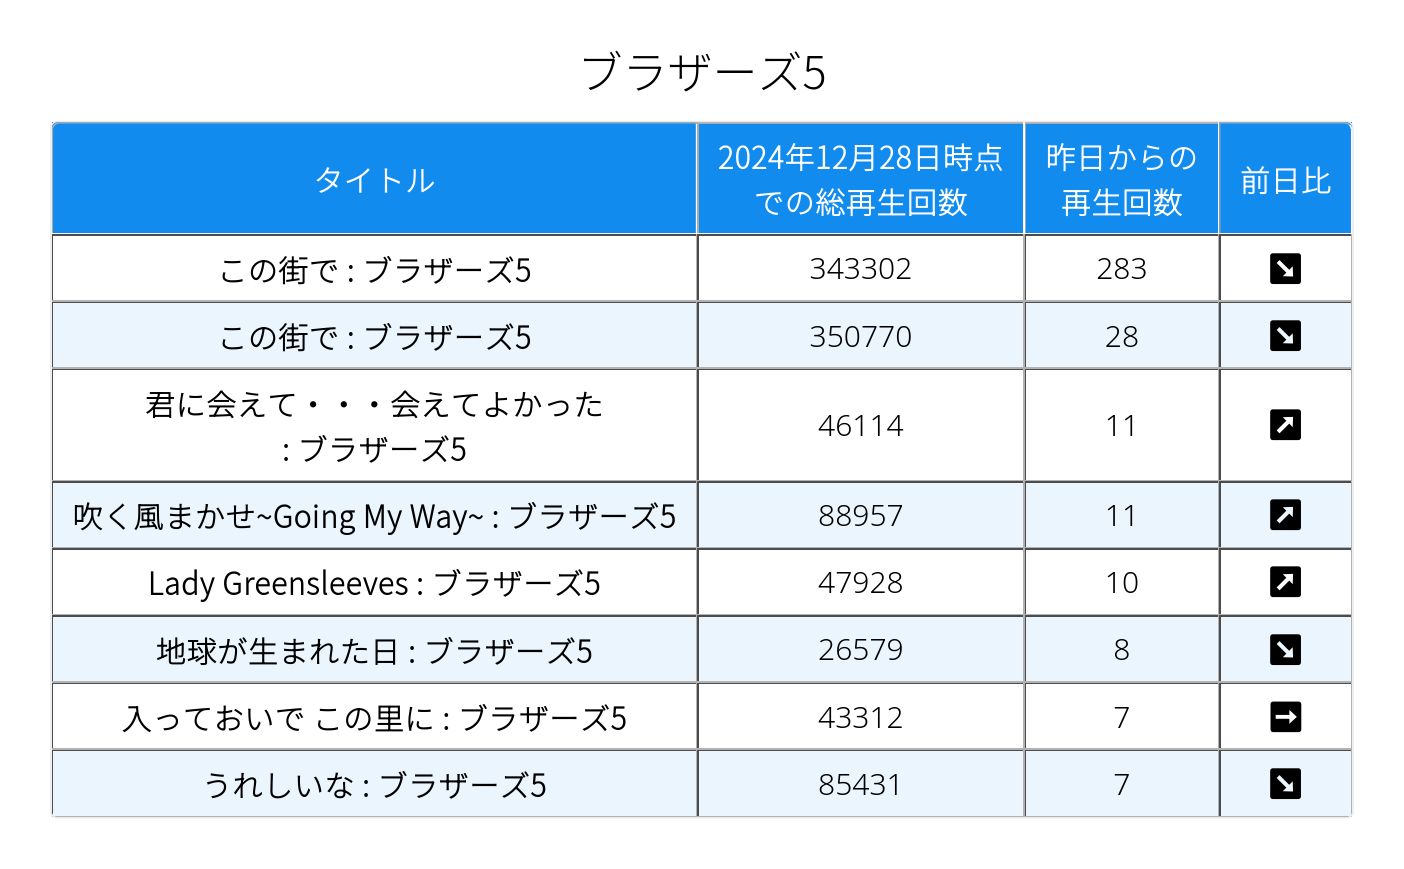 ブラザーズ5
タイトル
2024年12月28日時点
での総再生回数
昨日からの
再生回数
前日比
この街で : ブラザーズ5
343302
283
この街で : ブラザーズ5
350770
28
君に会えて・・・会えてよかった
: ブラザーズ5
46114
11
吹く風まかせ~Going My Way~ : ブラザーズ5
88957
11
Lady Greensleeves : ブラザーズ5
47928
10
地球が生まれた日 : ブラザーズ5
26579
8
入っておいで この里に : ブラザーズ5
43312
7
うれしいな : ブラザーズ5
85431
7